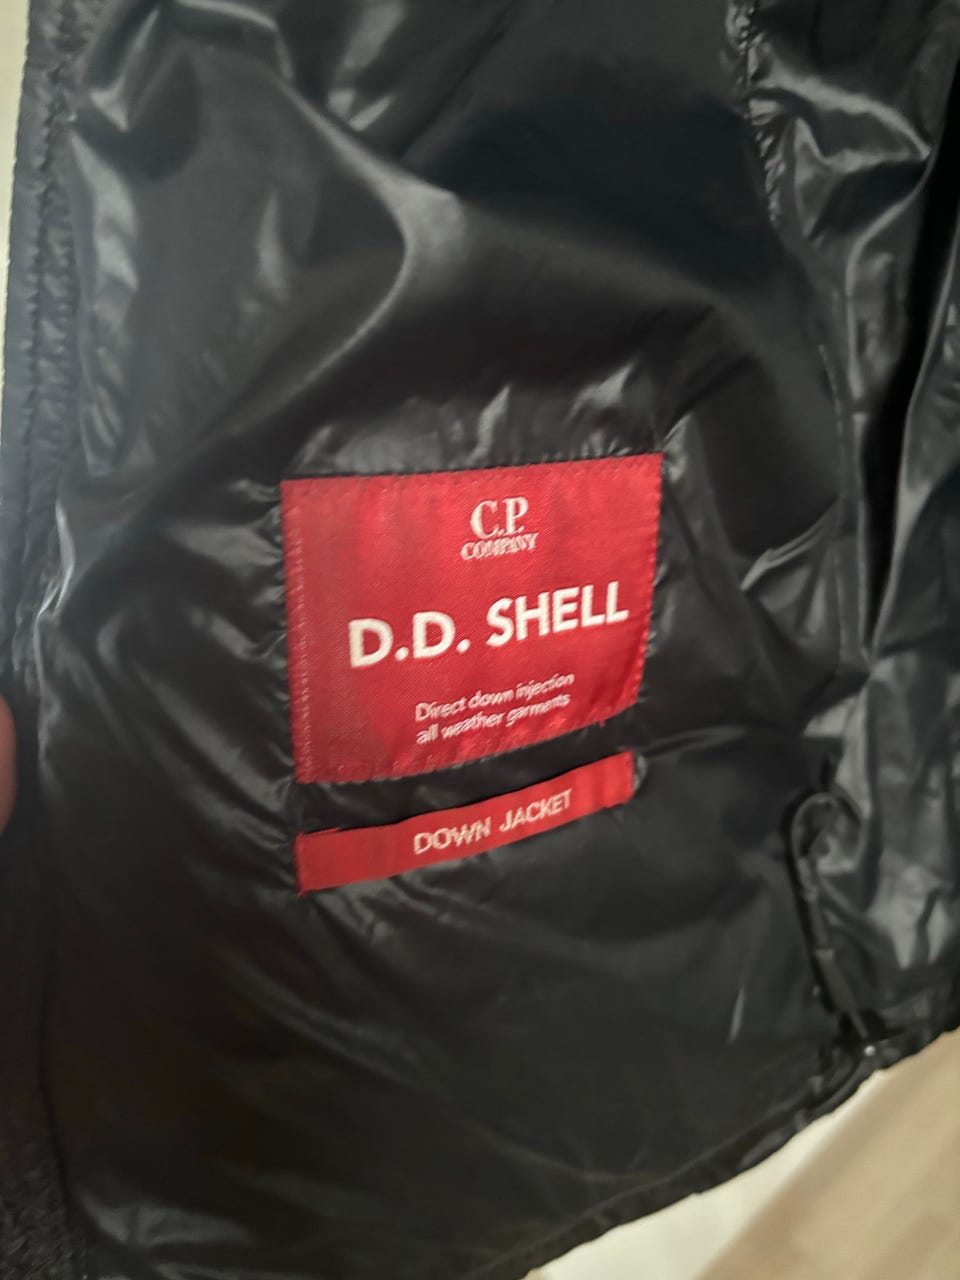 C.P.
COMPANY
D.D. SHELL
Direct down injection
all weather garments
DOWN JACKET